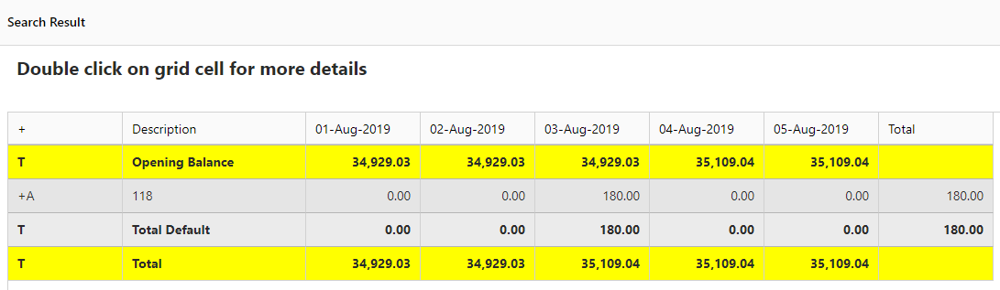 Search Result
Double click on grid cell for more details
+ Description 01-Aug-2019 02-Aug-2019 03-Aug-2019 04-Aug-2019 05-Aug-2019 Total
T Opening Balance 34,929.03 34,929.03 34,929.03 35,109.04 35,109.04
+A 118 0.00 0.00 180.00 0.00 0.00 180.00
T Total Default 0.00 0.00 180.00 0.00 0.00 180.00
T Total 34,929.03 34,929.03 35,109.04 35,109.04 35,109.04